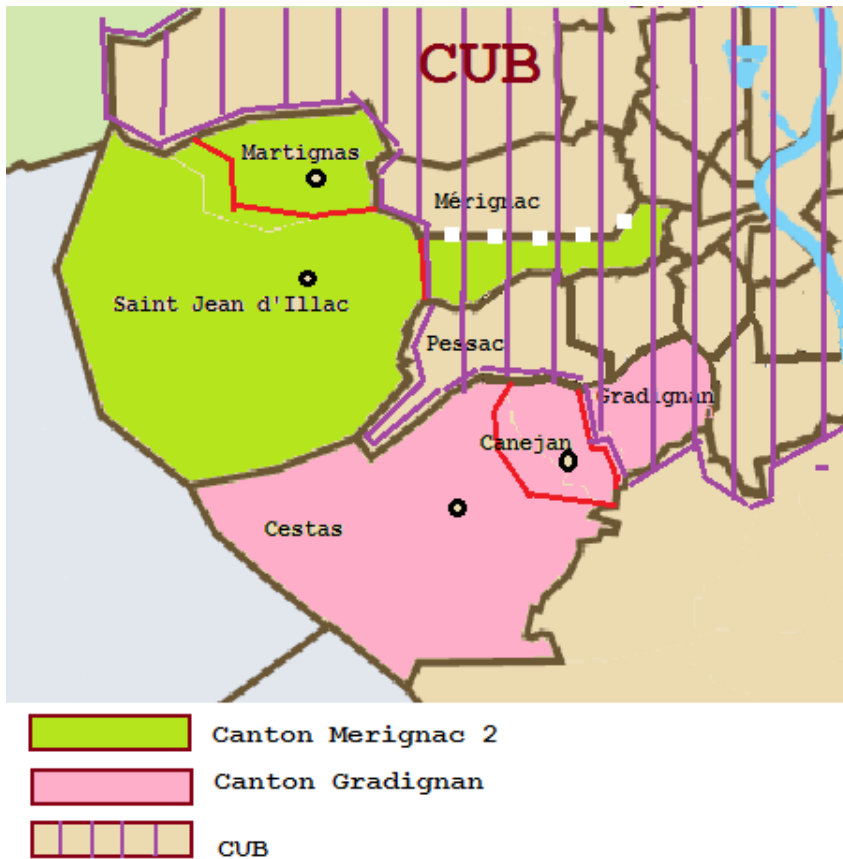 CUB
Martignas
Mérignac
Saint Jean d'Illac
Pessac
Gradignan
Canejan
Cestas
Canton Merignac 2
Canton Gradignan
CUB